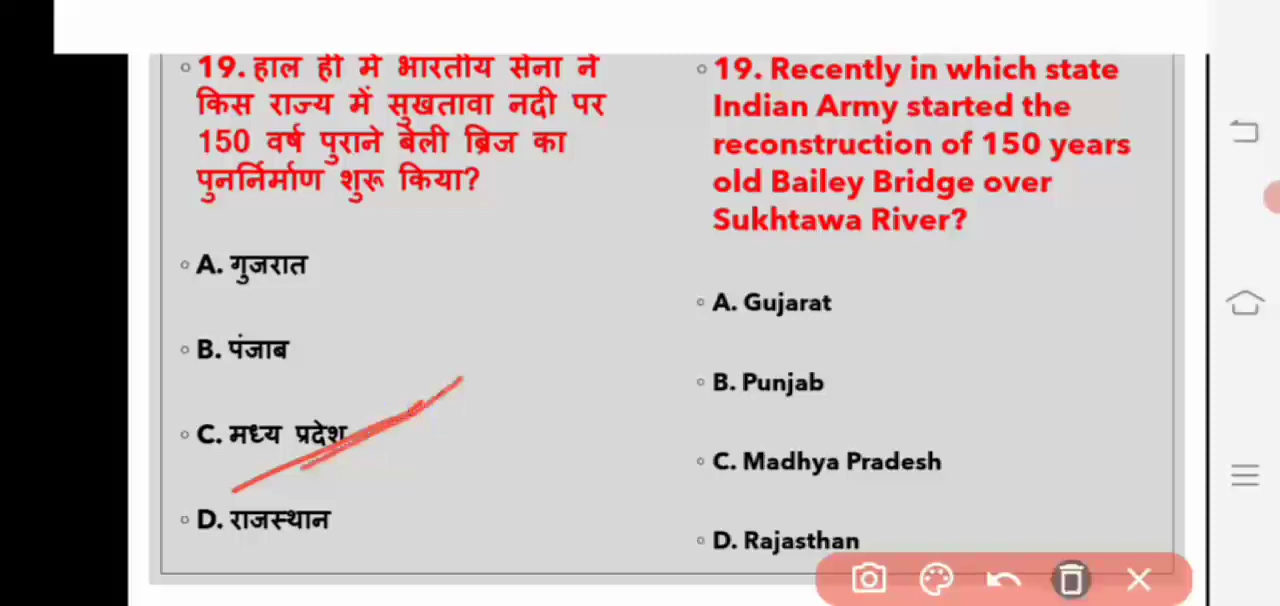 19. हाल ही में भारतीय सेना ने
किस राज्य में सुखतावा नदी पर
150 वर्ष पुराने बेली ब्रिज का
पुनर्निर्माण शुरू किया?
A. गुजरात
B. पंजाब
C. मध्य प्रदेश
D. राजस्थान
19. Recently in which state
Indian Army started the
reconstruction of 150 years
old Bailey Bridge over
Sukhtawa River?
A. Gujarat
B. Punjab
C. Madhya Pradesh
D. Rajasthan